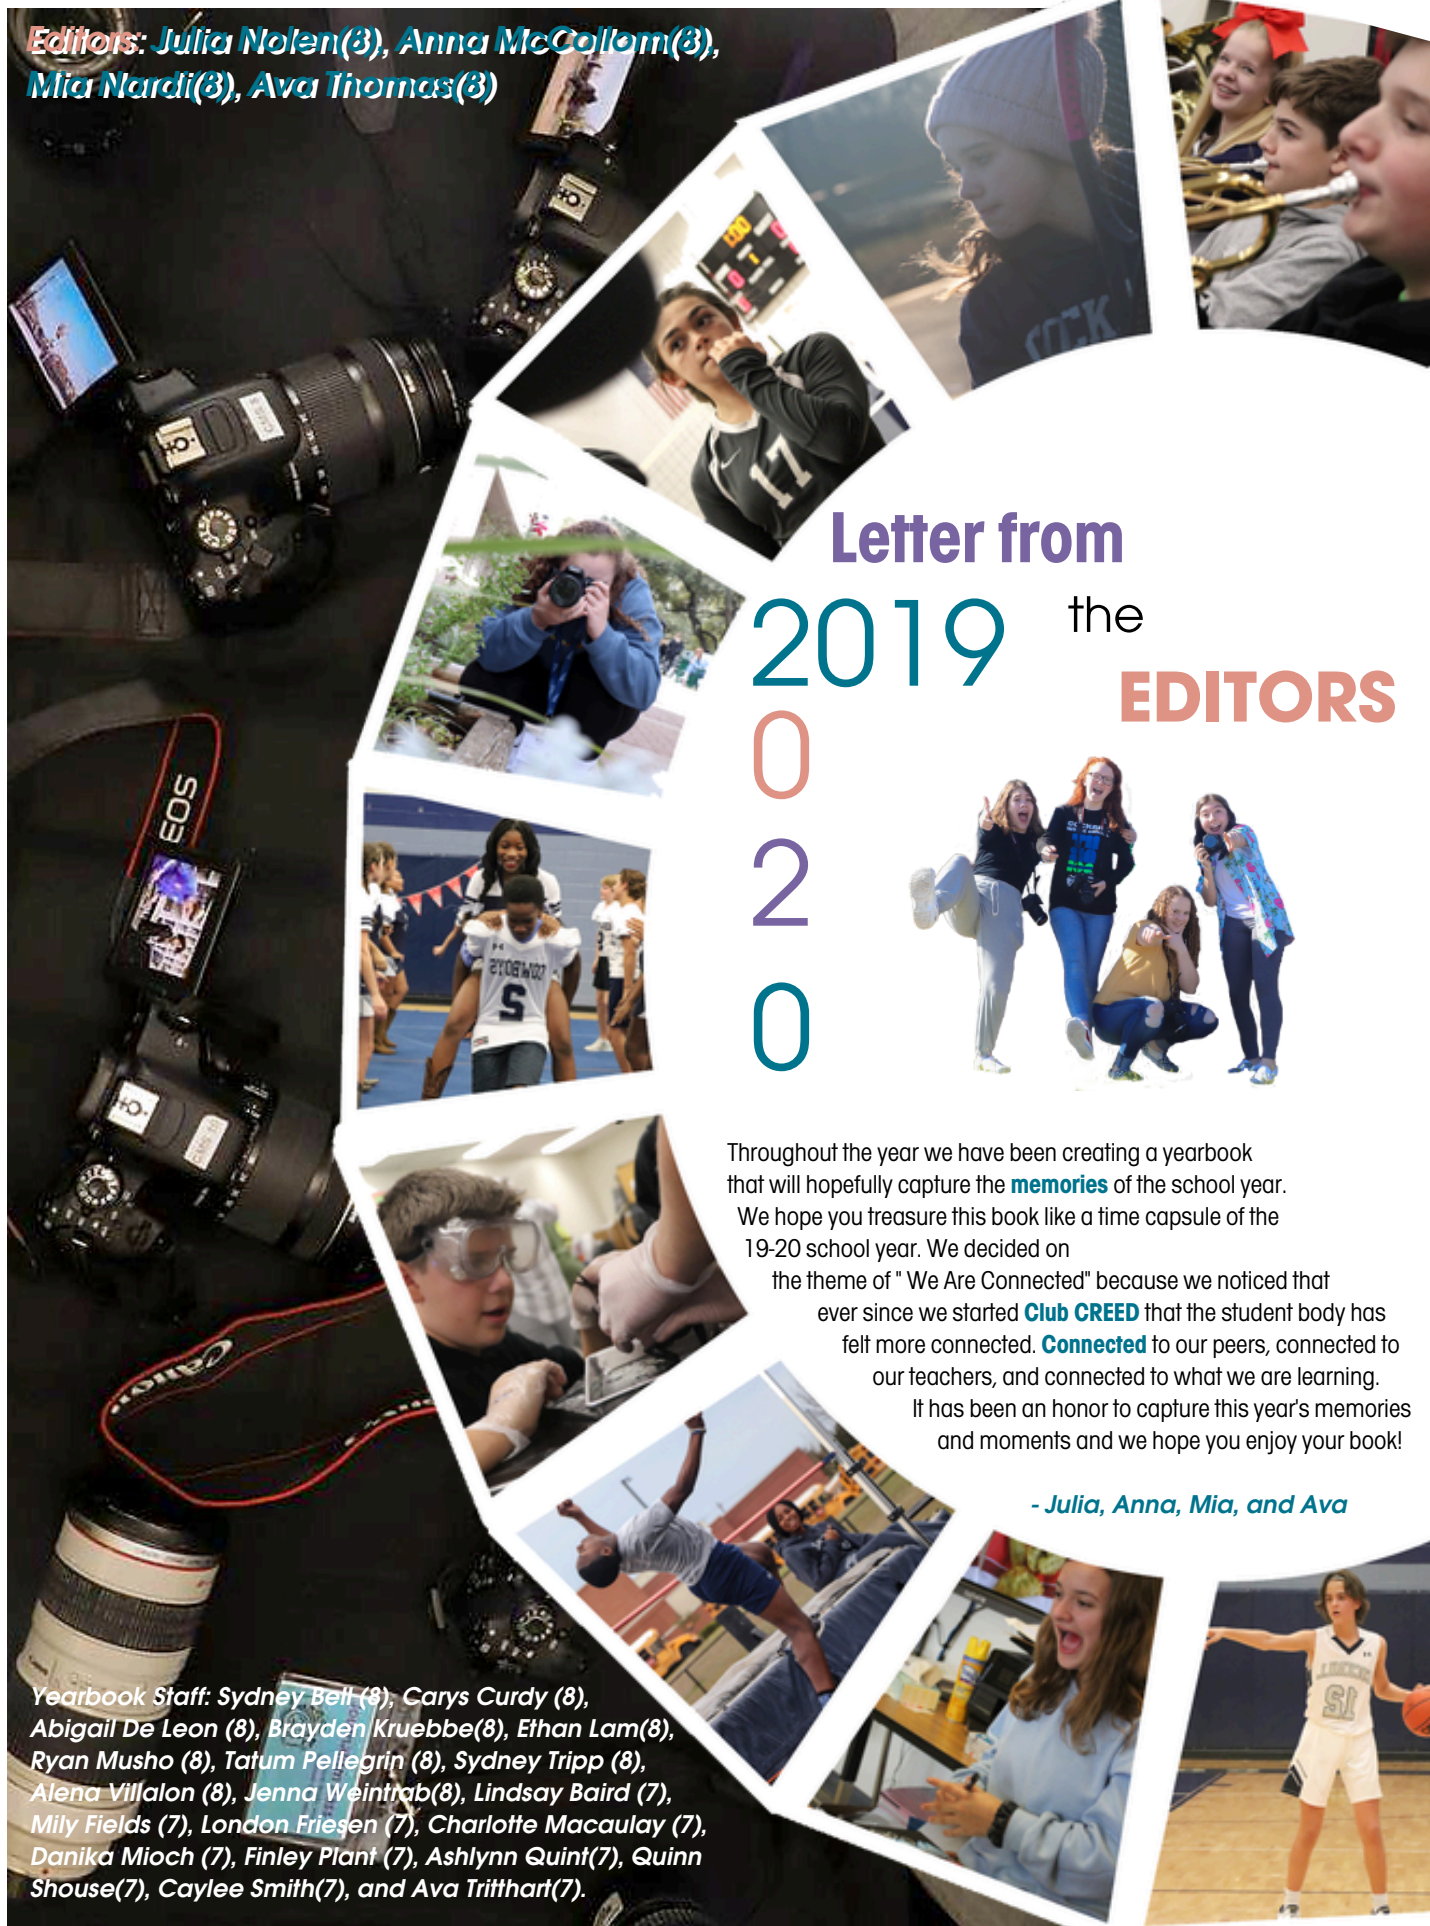 Editors: Julia Nolen(8), Anna McCollom(8),
Mia Nardi(8), Ava Thomas(8)
1:00
17
SOCK
Letter from
2019
the
EDITORS
0
2
0
EOS
COWBOYS
S
Throughout the year we have been creating a yearbook
that will hopefully capture the memories of the school year.
We hope you treasure this book like a time capsule of the
19-20 school year. We decided on
the theme of " We Are Connected" because we noticed that
ever since we started Club CREED that the student body has
felt more connected. Connected to our peers, connected to
our teachers, and connected to what we are learning.
It has been an honor to capture this year's memories
and moments and we hope you enjoy your book!
- Julia, Anna, Mia, and Ava
Canon
Canon
12
Yearbook Staff: Sydney Bell (8), Carys Curdy (8),
Abigail De Leon (8), Brayden Kruebbe(8), Ethan Lam(8),
Ryan Musho (8), Tatum Pellegrin (8), Sydney Tripp (8),
Alena Villalon (8), Jenna Weintrab(8), Lindsay Baird (7),
Mily Fields (7), London Friesen (7), Charlotte Macaulay (7),
Danika Mioch (7), Finley Plant (7), Ashlynn Quint(7), Quinn
Shouse(7), Caylee Smith(7), and Ava Tritthart(7).